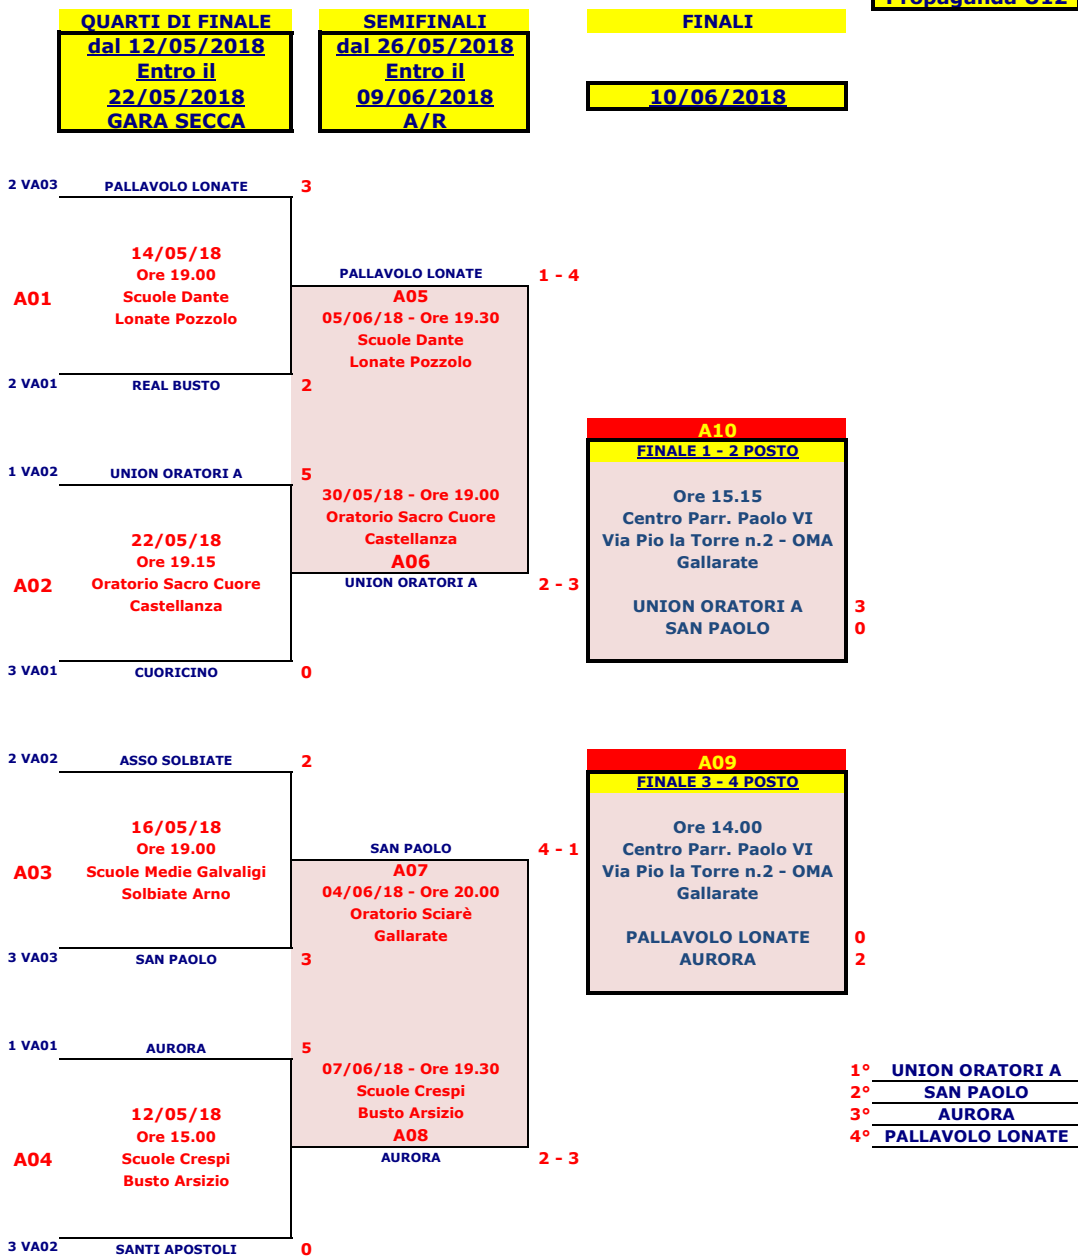 Propaganda U12
QUARTI DI FINALE
dal 12/05/2018
Entro il
22/05/2018
GARA SECCA
SEMIFINALI
dal 26/05/2018
Entro il
09/06/2018
A/R
FINALI
10/06/2018
2 VA03 PALLAVOLO LONATE 3
A01
14/05/18
Ore 19.00
Scuole Dante
Lonate Pozzolo
2 VA01 REAL BUSTO 2
1 VA02 UNION ORATORI A 5
A02
22/05/18
Ore 19.15
Oratorio Sacro Cuore
Castellanza
3 VA01 CUORICINO 0
2 VA02 ASSO SOLBIATE 2
A03
16/05/18
Ore 19.00
Scuole Medie Galvaligi
Solbiate Arno
3 VA03 SAN PAOLO 3
1 VA01 AURORA 5
A04
12/05/18
Ore 15.00
Scuole Crespi
Busto Arsizio
3 VA02 SANTI APOSTOLI 0
PALLAVOLO LONATE 1 - 4
A05
05/06/18 - Ore 19.30
Scuole Dante
Lonate Pozzolo
30/05/18 - Ore 19.00
Oratorio Sacro Cuore
Castellanza
A06
UNION ORATORI A 2 - 3
SAN PAOLO 4 - 1
A07
04/06/18 - Ore 20.00
Oratorio Sciarè
Gallarate
07/06/18 - Ore 19.30
Scuole Crespi
Busto Arsizio
A08
AURORA 2 - 3
A10
FINALE 1 - 2 POSTO
Ore 15.15
Centro Parr. Paolo VI
Via Pio la Torre n.2 - OMA
Gallarate
UNION ORATORI A 3
SAN PAOLO 0
A09
FINALE 3 - 4 POSTO
Ore 14.00
Centro Parr. Paolo VI
Via Pio la Torre n.2 - OMA
Gallarate
PALLAVOLO LONATE 0
AURORA 2
1° UNION ORATORI A
2° SAN PAOLO
3° AURORA
4° PALLAVOLO LONATE